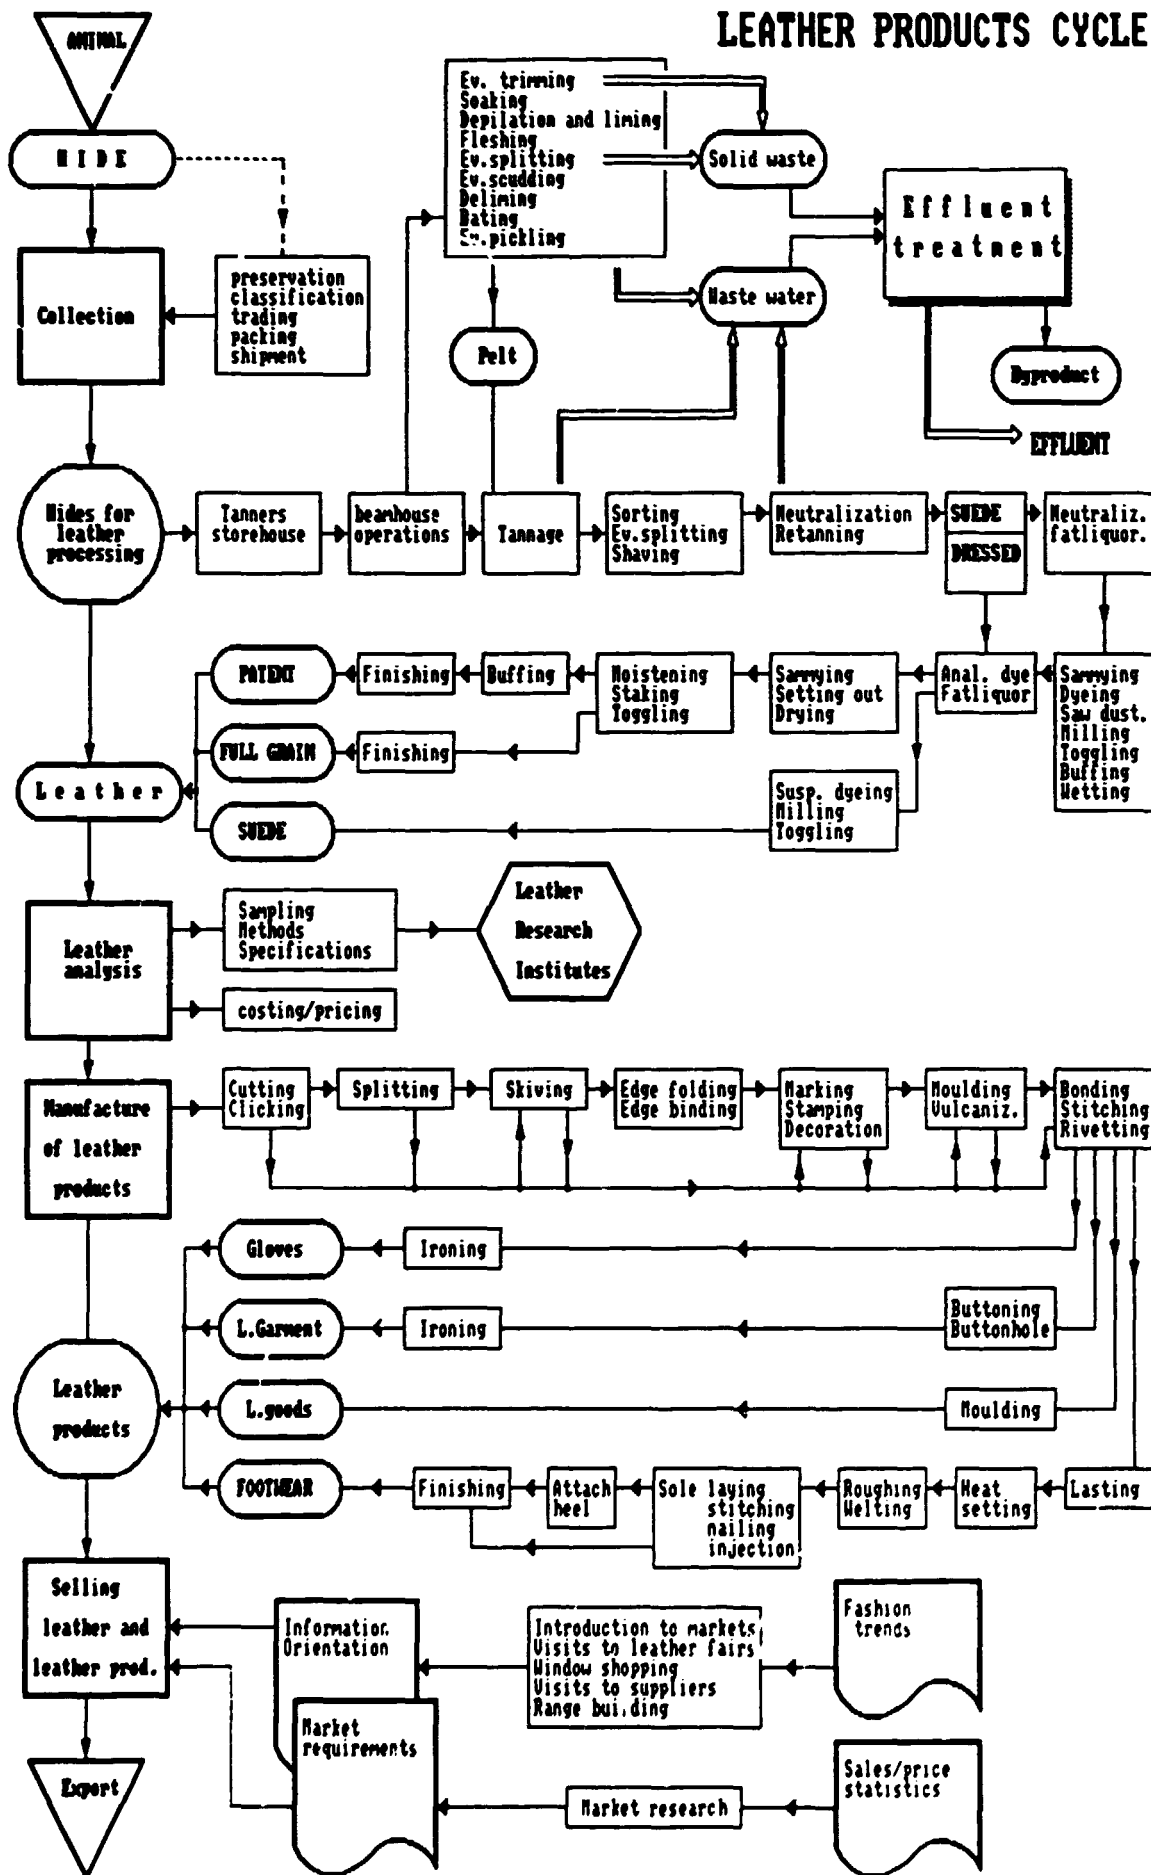 LEATHER PRODUCTS CYCLE
ANIMAL
HIDE
Collection
preservation
classification
trading
packing
shipment
Ev. trimming
Soaking
Depilation and liming
Fleshing
Ev.splitting
Ev.scudding
Deliming
Bating
Ev.pickling
Solid waste
Waste water
Effluent
treatment
Pelt
Byproduct
EFFLUENT
Hides for
leather
processing
Tanners
storehouse
beamhouse
operations
Tannage
Sorting
Ev.splitting
Shaving
Neutralization
Retanning
SUEDE
DRESSED
Neutraliz.
fatliquor.
PATENT
Finishing
Buffing
Moistening
Staking
Toggling
Sammying
Setting out
Drying
Anal. dye
Fatliquor
Sammying
Dyeing
Saw dust.
Milling
Toggling
Buffing
Wetting
FULL GRAIN
Finishing
Leather
SUEDE
Susp. dyeing
Milling
Toggling
Leather
analysis
Sampling
Methods
Specifications
Leather
Research
Institutes
costing/pricing
Manufacture
of leather
products
Cutting
Clicking
Splitting
Skiving
Edge folding
Edge binding
Marking
Stamping
Decoration
Moulding
Vulcaniz.
Bonding
Stitching
Rivetting
Gloves
Ironing
L.Garment
Ironing
Buttoning
Buttonhole
Leather
products
L.goods
Moulding
FOOTWEAR
Finishing
Attach
heel
Sole laying
stitching
nailing
injection
Roughing
Welting
Heat
setting
Lasting
Selling
leather and
leather prod.
Information
Orientation
Introduction to markets
Visits to leather fairs
Window shopping
Visits to suppliers
Range building
Fashion
trends
Market
requirements
Market research
Sales/price
statistics
Export